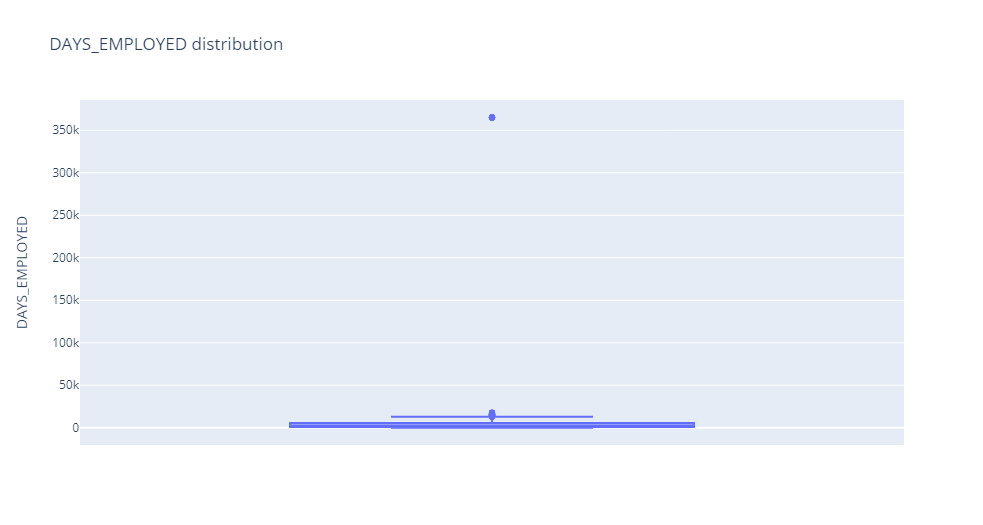 DAYS_EMPLOYED distribution
350k
300k
250k
200k
150k
100k
50k
0
DAYS_EMPLOYED